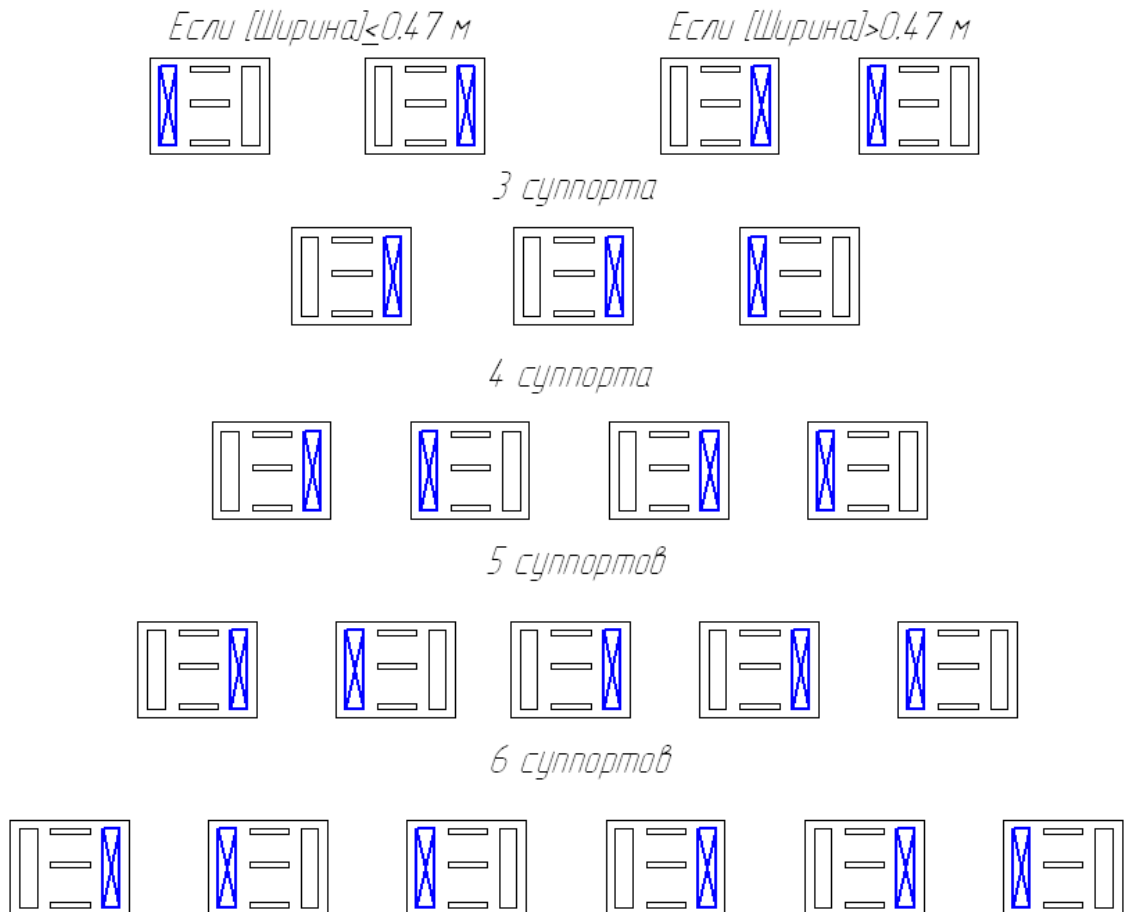 Если [Ширина]≤0.47 м
Если [Ширина]>0.47 м
3 суппорта
4 суппорта
5 суппортов
6 суппортов